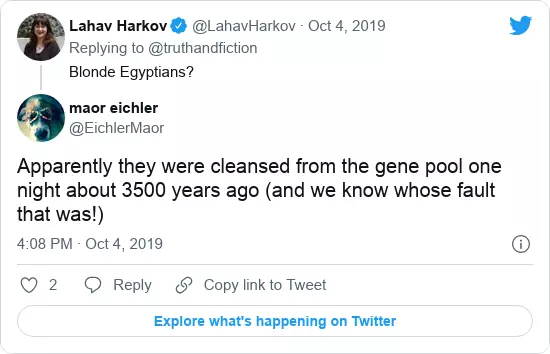 Lahav Harkov @LahavHarkov · Oct 4, 2019
Replying to @truthandfiction
Blonde Egyptians?
maor eichler
@EichlerMaor
Apparently they were cleansed from the gene pool one
night about 3500 years ago (and we know whose fault
that was!)
4:08 PM · Oct 4, 2019
2 Reply Copy link to Tweet
Explore what's happening on Twitter